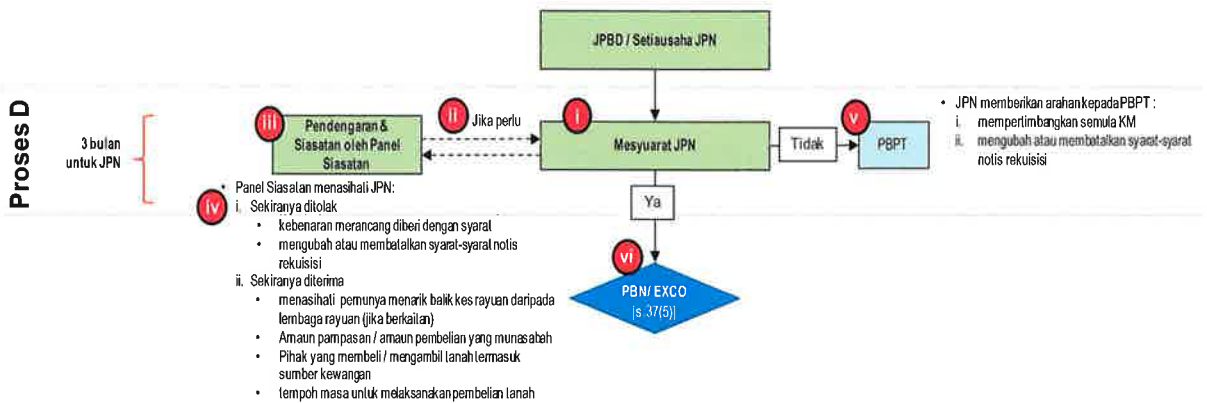 JPBD / Setiausaha JPN
Proses D
3 bulan
untuk JPN
iii
Pendengaran &
Siasatan oleh Panel
Siasatan
ii
Jika perlu
i
Mesyuarat JPN
Tidak
v
PBPT
• JPN memberikan arahan kepada PBPT :
i. mempertimbangkan semula KM
ii. mengubah atau membatalkan syarat-syarat
notis rekuisisi
Ya
iv
• Panel Siasatan menasihati JPN:
i. Sekiranya ditolak
• kebenaran merancang diberi dengan syarat
• mengubah atau membatalkan syarat-syarat notis
rekuisisi
ii. Sekiranya diterima
• menasihati pemunya menarik balik kes rayuan daripada
lembaga rayuan (jika berkaitan)
• Amaun pampasan / amaun pembelian yang munasabah
• Pihak yang membeli / mengambil tanah termasuk
sumber kewangan
• tempoh masa untuk melaksanakan pembelian tanah
vi
PBN/ EXCO
[s.37(5)]